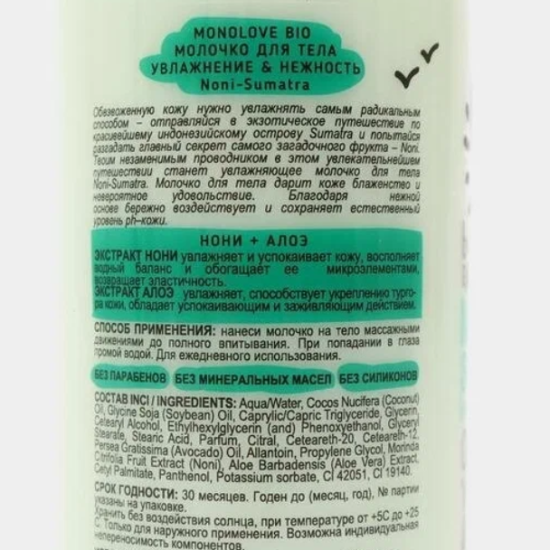 MONOLOVE BIO
МОЛОЧКО ДЛЯ ТЕЛА
УВЛАЖНЕНИЕ & НЕЖНОСТЬ
Noni-Sumatra
Обезвоженную кожу нужно увлажнять самым радикальным
способом – отправляйся в экзотическое путешествие по
красивейшему индонезийскому острову Sumatra и попытайся
разгадать главный секрет самого загадочного фрукта – Noni.
Твоим незаменимым проводником в этом увлекательнейшем
путешествии станет увлажняющее молочко для тела
Noni-Sumatra. Молочко для тела дарит коже блаженство и
невероятное удовольствие. Благодаря нежной
основе бережно воздействует и сохраняет естественный
уровень ph–кожи.
НОНИ + АЛОЭ
ЭКСТРАКТ НОНИ увлажняет и успокаивает кожу, восполняет
водный баланс и обогащает ее микроэлементами,
возвращает эластичность.
ЭКСТРАКТ АЛОЭ увлажняет, способствует укреплению турго-
ра кожи, обладает успокаивающим и заживляющим действием.
СПОСОБ ПРИМЕНЕНИЯ: нанеси молочко на тело массажными
движениями до полного впитывания. При попадании в глаза
промой водой. Для ежедневного использования.
БЕЗ ПАРАБЕНОВ БЕЗ МИНЕРАЛЬНЫХ МАСЕЛ БЕЗ СИЛИКОНОВ
СОСТАВ INCI / INGREDIENTS: Aqua/Water, Cocos Nucifera (Coconut)
Oil, Glycine Soja (Soybean) Oil, Caprylic/Capric Triglyceride, Glycerin,
Cetearyl Alcohol, Ethylhexylglycerin (and) Phenoxyethanol, Glyceryl
Stearate, Stearic Acid, Parfum, Citral, Ceteareth-20, Ceteareth-12,
Persea Gratissima (Avocado) Oil, Allantoin, Propylene Glycol, Morinda
Citrifolia Fruit Extract (Noni), Aloe Barbadensis (Aloe Vera) Extract,
Cetyl Palmitate, Panthenol, Potassium sorbate, CI 42051, CI 19140.
СРОК ГОДНОСТИ: 30 месяцев. Годен до (месяц, год), № партии
указаны на упаковке.
Хранить без воздействия солнца, при температуре от +5С до +25
С. Только для наружного применения. Возможна индивидуальная
непереносимость компонентов.